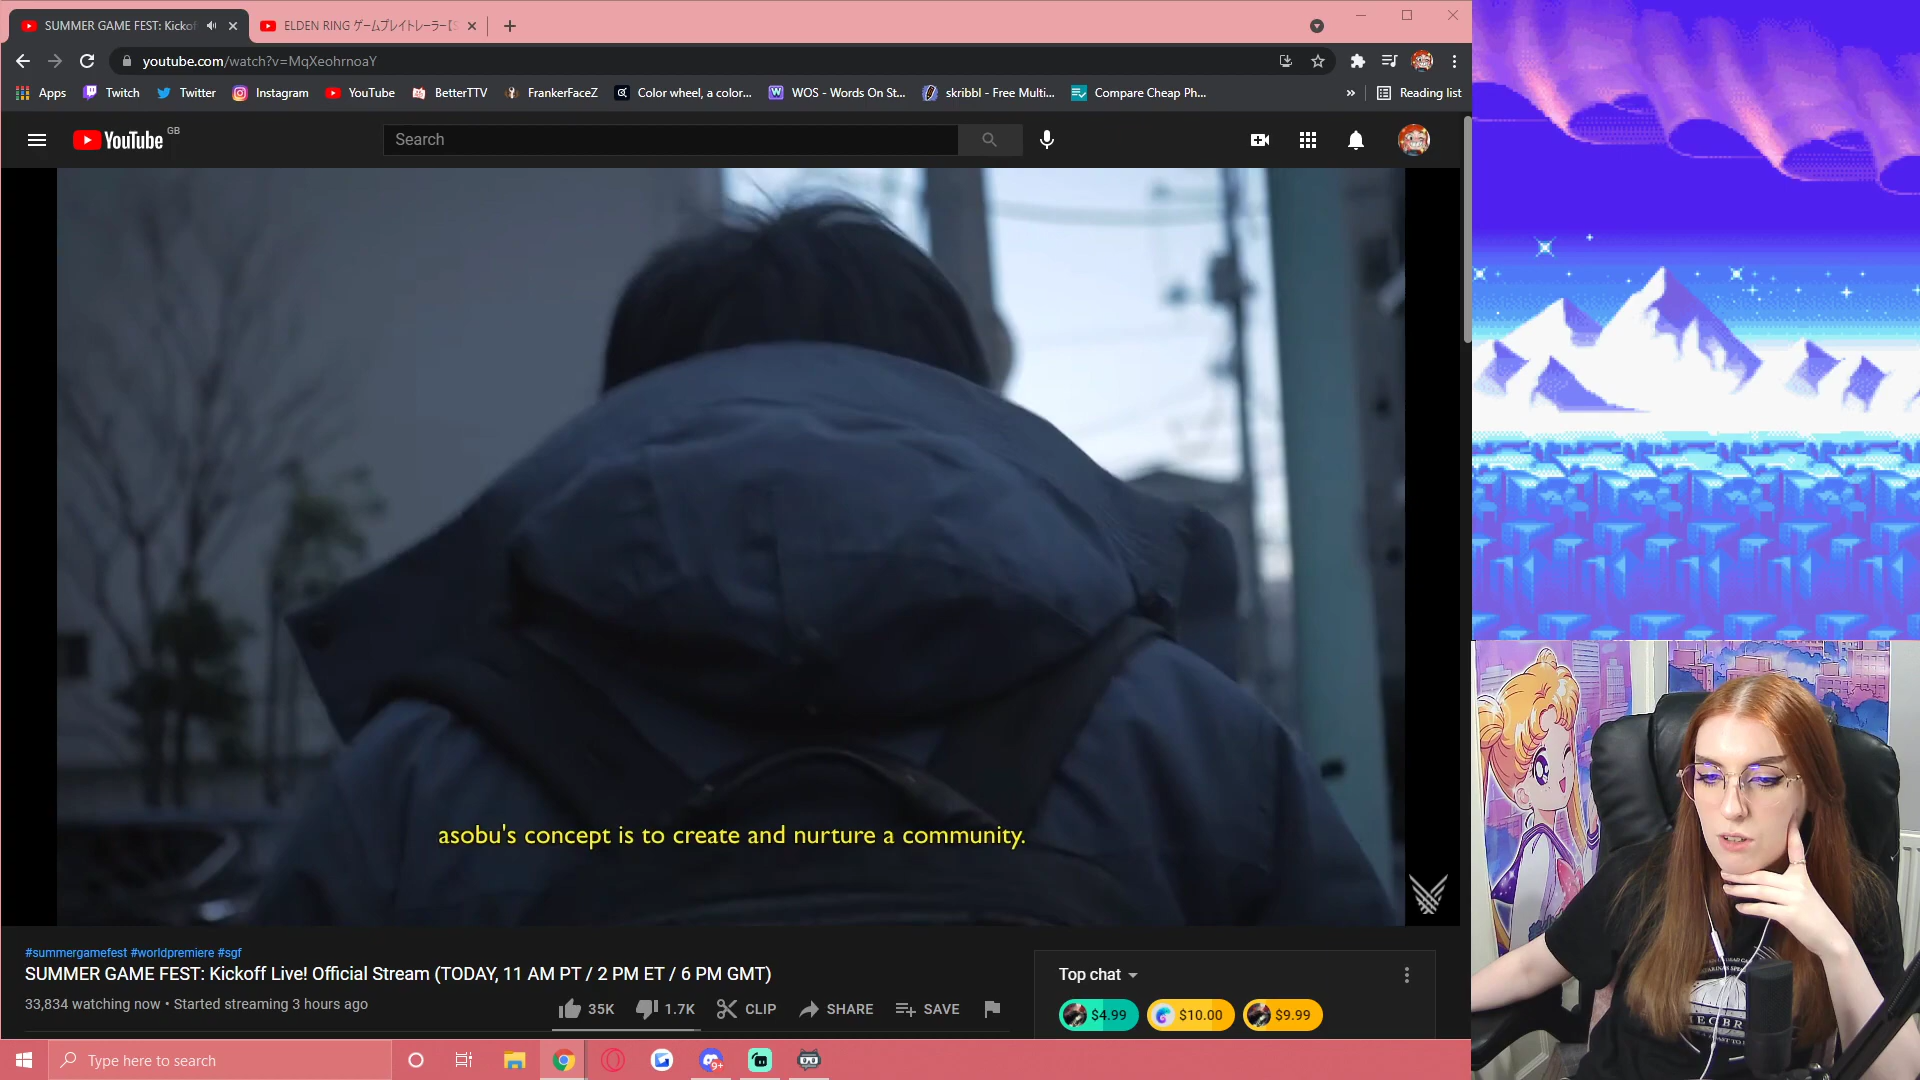 SUMMER GAME FEST: Kickof
ELDEN RING ゲームプレイトレーラー【S
youtube.com/watch?v=MqXeohrnoaY
Apps
Twitch
Twitter
Instagram
YouTube
BetterTTV
FrankerFaceZ
Color wheel, a color...
WOS - Words On St...
skribbl - Free Multi...
Compare Cheap Ph...
»
Reading list
YouTube GB
Search
asobu's concept is to create and nurture a community.
#summergamefest #worldpremiere #sgf
SUMMER GAME FEST: Kickoff Live! Official Stream (TODAY, 11 AM PT / 2 PM ET / 6 PM GMT)
33,834 watching now • Started streaming 3 hours ago
35K
1.7K
CLIP
SHARE
SAVE
Top chat
$4.99
$10.00
$9.99
Type here to search
9+